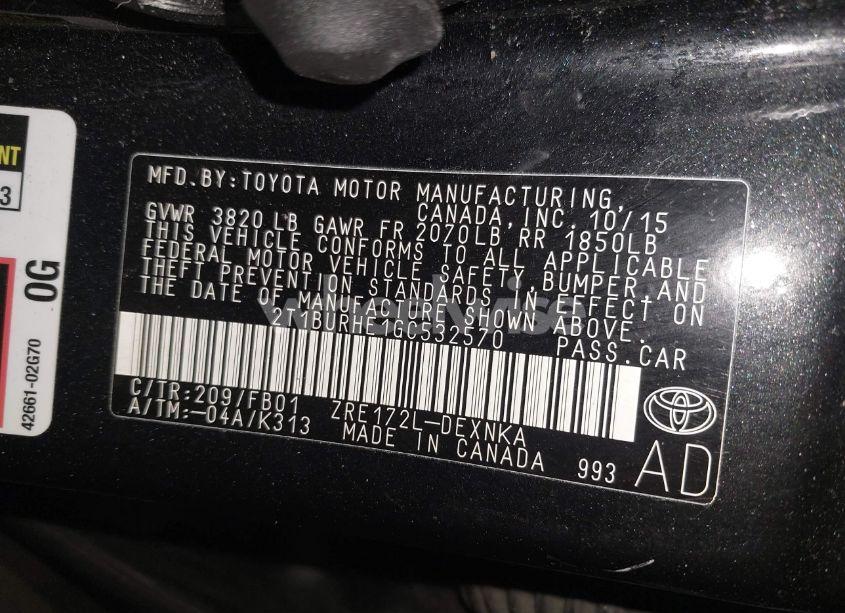 NT
3
0G
42661-02G70
MFD.BY:TOYOTA MOTOR MANUFACTURING,
CANADA,INC. 10/15
GVWR 3820 LB GAWR FR 2070LB RR 1850LB
THIS VEHICLE CONFORMS TO ALL APPLICABLE
FEDERAL MOTOR VEHICLE SAFETY,BUMPER,AND
THEFT PREVENTION STANDARDS IN EFFECT ON
THE DATE OF MANUFACTURE SHOWN ABOVE.
2T1BURHE1GC532570 PASS.CAR
C/TR:209/FB01 ZRE172L-DEXNKA
A/TM:-04A/K313 MADE IN CANADA 993 AD